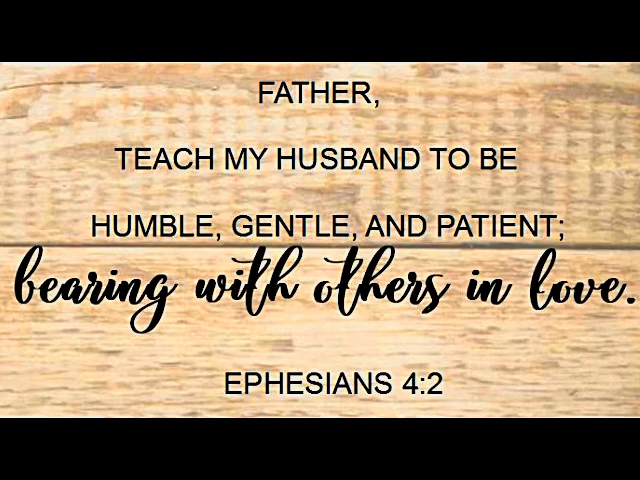 FATHER,
TEACH MY HUSBAND TO BE
HUMBLE, GENTLE, AND PATIENT;
bearing with others in love.
EPHESIANS 4:2